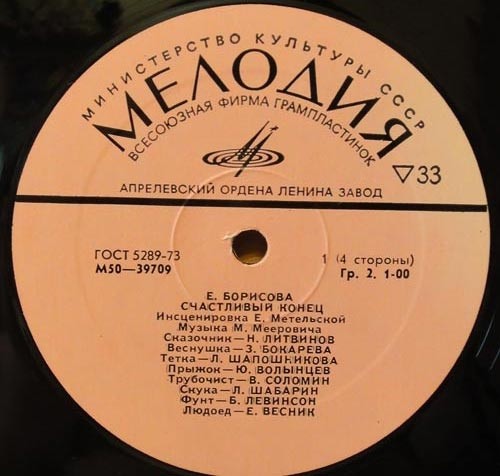 МИНИСТЕРСТВО КУЛЬТУРЫ СССР
МЕЛОДИЯ
ВСЕСОЮЗНАЯ ФИРМА ГРАМПЛАСТИНОК
▽33
АПРЕЛЕВСКИЙ ОРДЕНА ЛЕНИНА ЗАВОД
ГОСТ 5289-73 1 (4 стороны)
М50—39709 Гр. 2. 1-00
Е. БОРИСОВА
СЧАСТЛИВЫЙ КОНЕЦ
Инсценировка Е. Метельской
Музыка М. Мееровича
Сказочник—Н. ЛИТВИНОВ
Веснушка—З. БОКАРЕВА
Тетка—Л. ШАПОШНИКОВА
Прыжок—Ю. ВОЛЫНЦЕВ
Трубочист—В. СОЛОМИН
Скука—Л. ШАБАРИН
Фунт—Б. ЛЕВИНСОН
Людоед—Е. ВЕСНИК